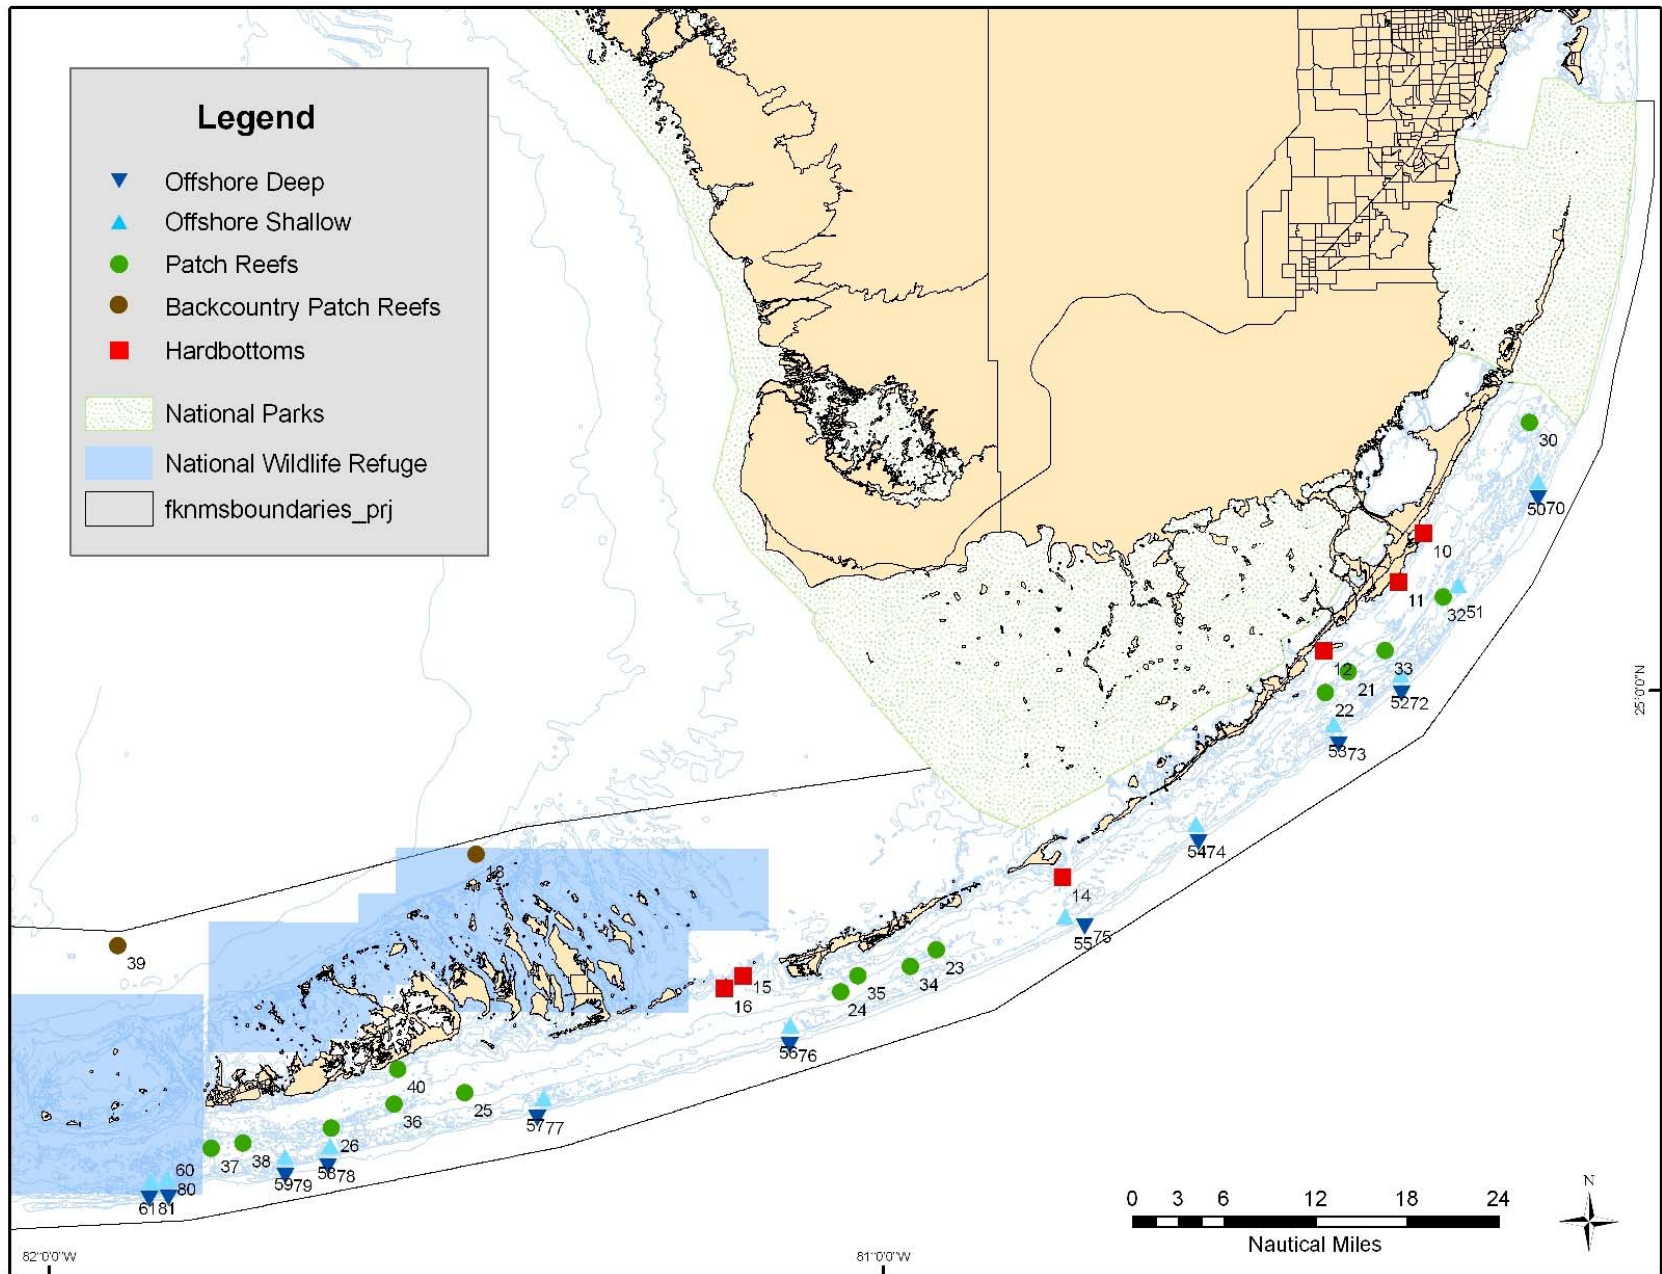 Legend
Offshore Deep
Offshore Shallow
Patch Reefs
Backcountry Patch Reefs
Hardbottoms
National Parks
National Wildlife Refuge
fknmsboundaries_prj
30
5070
10
11
3251
12
33
21
5272
22
5373
25°0'0"N
5474
18
14
5575
39
23
15
34
35
16
24
5676
40
25
36
5777
26
37
38
5878
60
5979
80
6181
0 3 6 12 18 24
Nautical Miles
N
82°0'0"W
81°0'0"W